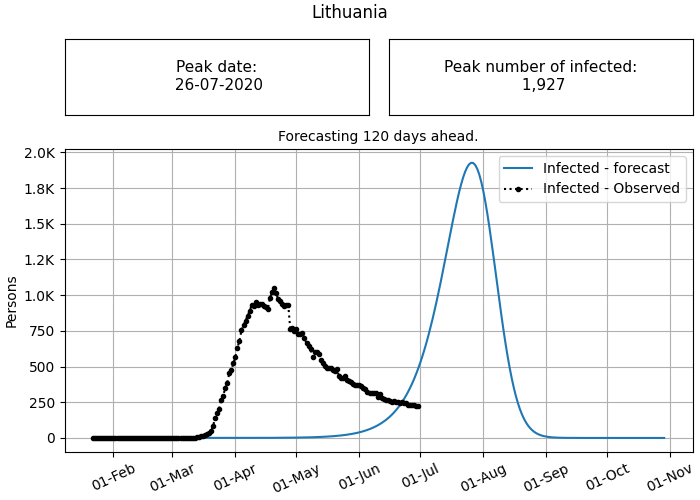 Lithuania
Peak date:
26-07-2020
Peak number of infected:
1,927
Forecasting 120 days ahead.
Infected - forecast
Infected - Observed
Persons
2.0K
1.8K
1.5K
1.2K
1.0K
750
500
250
0
01-Feb
01-Mar
01-Apr
01-May
01-Jun
01-Jul
01-Aug
01-Sep
01-Oct
01-Nov